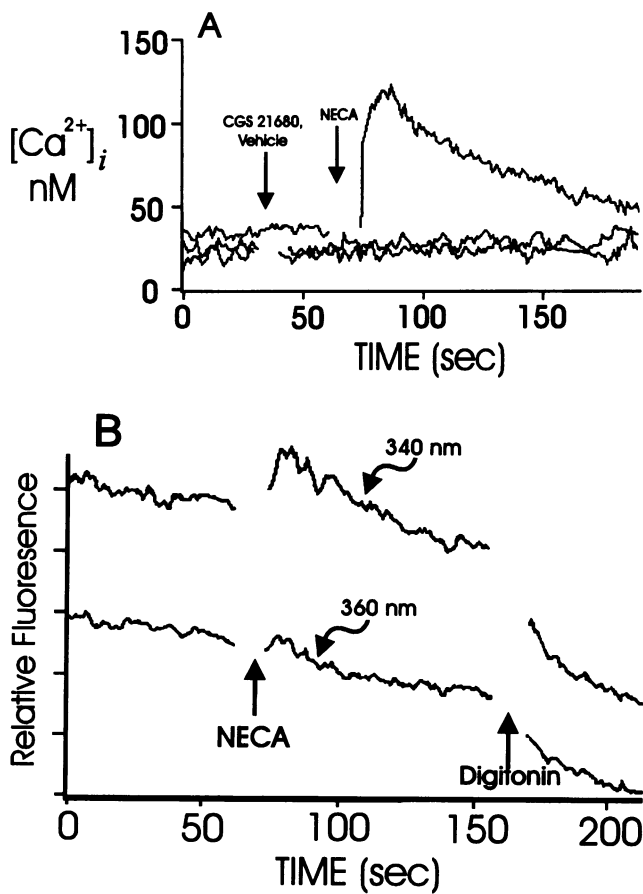 A
150
100
50
0
[Ca2+]i
nM
CGS 21680,
Vehicle
NECA
0 50 100 150
TIME (sec)
B
Relative Fluoresence
340 nm
360 nm
NECA
Digitonin
0 50 100 150 200
TIME (sec)